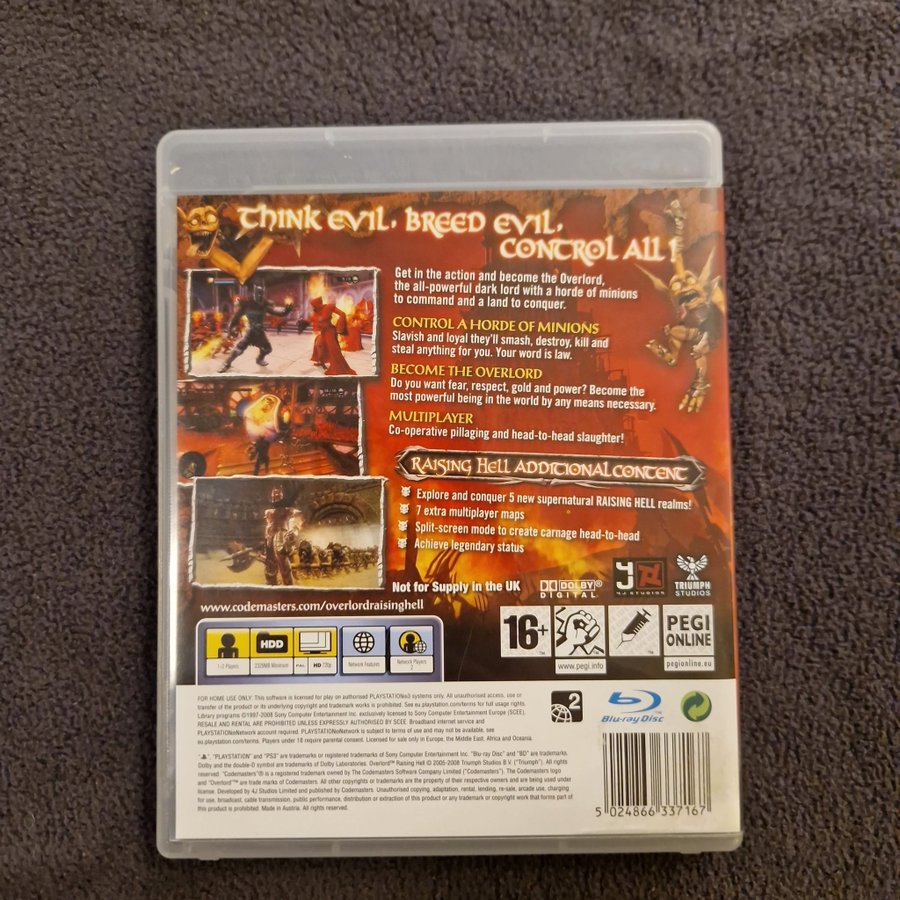 THINK EVIL, BREED EVIL,
CONTROL ALL!
Get in the action and become the Overlord,
the all-powerful dark lord with a horde of minions
to command and a land to conquer.
CONTROL A HORDE OF MINIONS
Slavish and loyal they'll smash, destroy, kill and
steal anything for you. Your word is law.
BECOME THE OVERLORD
Do you want fear, respect, gold and power? Become the
most powerful being in the world by any means necessary.
MULTIPLAYER
Co-operative pillaging and head-to-head slaughter!
RAISING HELL ADDITIONAL CONTENT
Explore and conquer 5 new supernatural RAISING HELL realms!
7 extra multiplayer maps
Split-screen mode to create carnage head-to-head
Achieve legendary status
Not for Supply in the UK
DOLBY®
DIGITAL
4J STUDIOS
TRIUMPH
STUDIOS
www.codemasters.com/overlordraisinghell
HDD
1-2 Players
2329MB Minimum
PAL
HD 720p
Network Features
Network Players
2
16+
™
www.pegi.info
™
PEGI
ONLINE
pegionline.eu
FOR HOME USE ONLY. This software is licensed for play on authorised PLAYSTATION®3 systems only. All unauthorised access, use or
transfer of the product or its underlying copyright and trademark works is prohibited. See eu.playstation.com/terms for full usage rights.
Library programs ©1997-2008 Sony Computer Entertainment Inc. exclusively licensed to Sony Computer Entertainment Europe (SCEE).
RESALE AND RENTAL ARE PROHIBITED UNLESS EXPRESSLY AUTHORISED BY SCEE. Broadband internet service and
PLAYSTATION®Network account required. PLAYSTATION®Network is subject to terms of use and may not be available, see
eu.playstation.com/terms. Players under 18 require parental consent. Licensed for sale only in Europe, the Middle East, Africa and Oceania.
2
Blu-ray Disc
", "PLAYSTATION" and "PS3" are trademarks or registered trademarks of Sony Computer Entertainment Inc. "Blu-ray Disc" and "BD" are trademarks.
Dolby and the double-D symbol are trademarks of Dolby Laboratories. Overlord™ Raising Hell © 2005-2008 Triumph Studios B.V. ("Triumph"). All rights
reserved. "Codemasters"® is a registered trademark owned by The Codemasters Software Company Limited ("Codemasters"). The Codemasters logo
and "Overlord"™ are trade marks of Codemasters. All other copyrights or trademarks are the property of their respective owners and are being used under
license. Developed by 4J Studios Limited and published by Codemasters. Unauthorised copying, adaptation, rental, lending, re-sale, arcade use, charging
for use, broadcast, cable transmission, public performance, distribution or extraction of this product or any trademark or copyright work that forms part of
this product is prohibited. Made in Austria. All rights reserved.
5 024866 337167